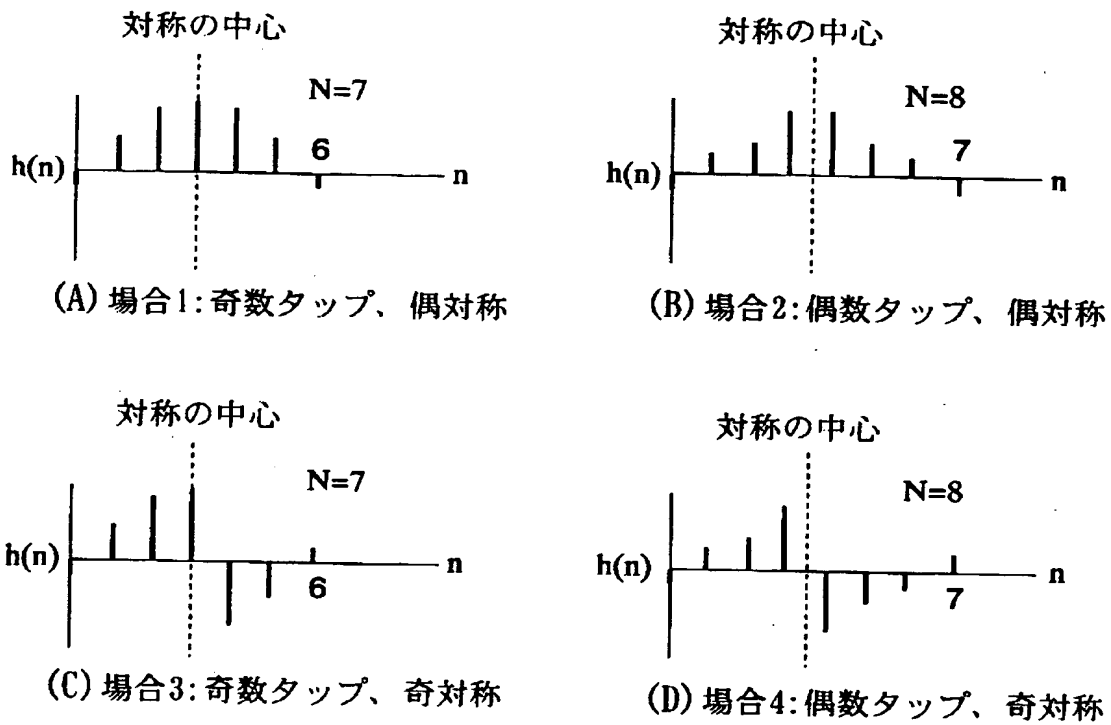 対称の中心
N=7
6
h(n)
n
(A)場合1:奇数タップ、偶対称
対称の中心
N=8
7
h(n)
n
(B)場合2:偶数タップ、偶対称
対称の中心
N=7
h(n)
n
6
(C)場合3:奇数タップ、奇対称
対称の中心
N=8
h(n)
n
7
(D)場合4:偶数タップ、奇対称